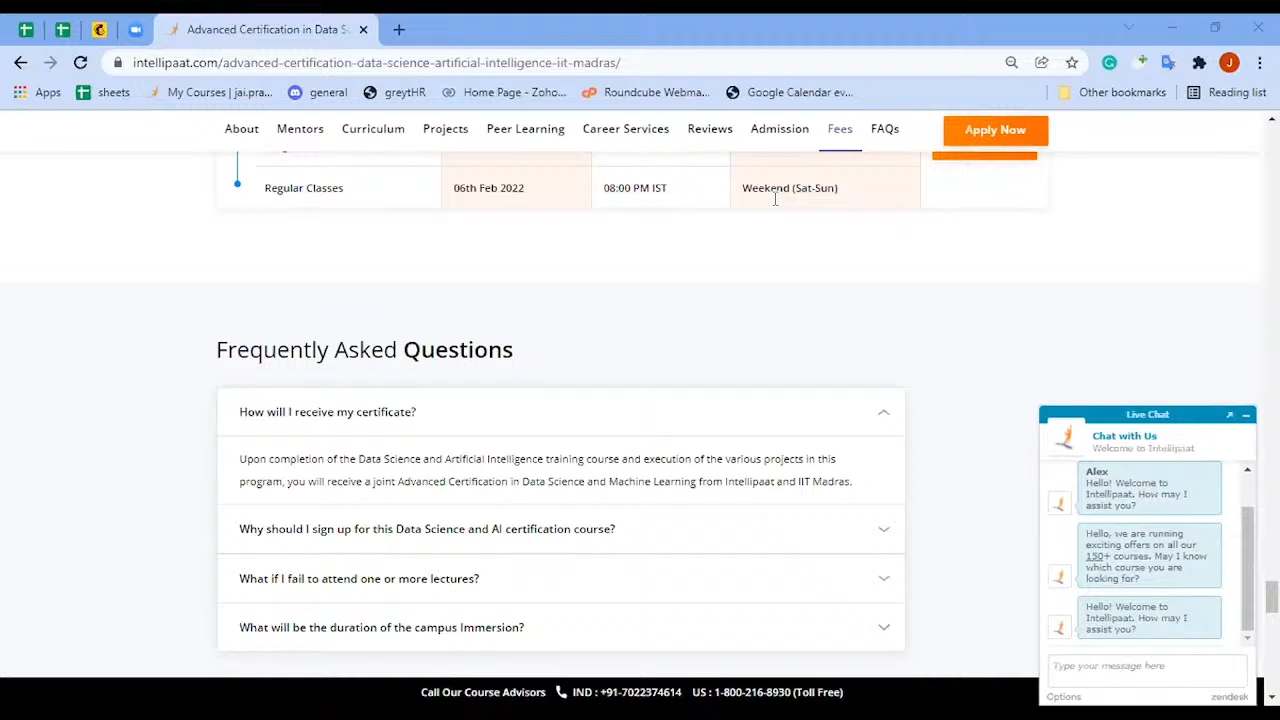 Advanced Certification in Data S
intellipaat.com/advanced-certification-data-science-artificial-intelligence-iit-madras/
Apps sheets My Courses | jai.pra... general greytHR Home Page - Zoho... Roundcube Webma... Google Calendar ev... Other bookmarks Reading list
About Mentors Curriculum Projects Peer Learning Career Services Reviews Admission Fees FAQs Apply Now
Regular Classes 06th Feb 2022 08:00 PM IST Weekend (Sat-Sun)
Frequently Asked Questions
How will I receive my certificate?
Upon completion of the Data Science and Artificial Intelligence training course and execution of the various projects in this
program, you will receive a joint Advanced Certification in Data Science and Machine Learning from Intellipaat and IIT Madras.
Why should I sign up for this Data Science and AI certification course?
What if I fail to attend one or more lectures?
What will be the duration of the campus Immersion?
Live Chat
Chat with Us
Welcome to Intellipaat
Alex
Hello! Welcome to
Intellipaat. How may I
assist you?
Hello, we are running
exciting offers on all our
150+ courses. May I know
which course you are
looking for?
Hello! Welcome to
Intellipaat. How may I
assist you?
Type your message here
Options zendesk
Call Our Course Advisors IND : +91-7022374614 US : 1-800-216-8930 (Toll Free)